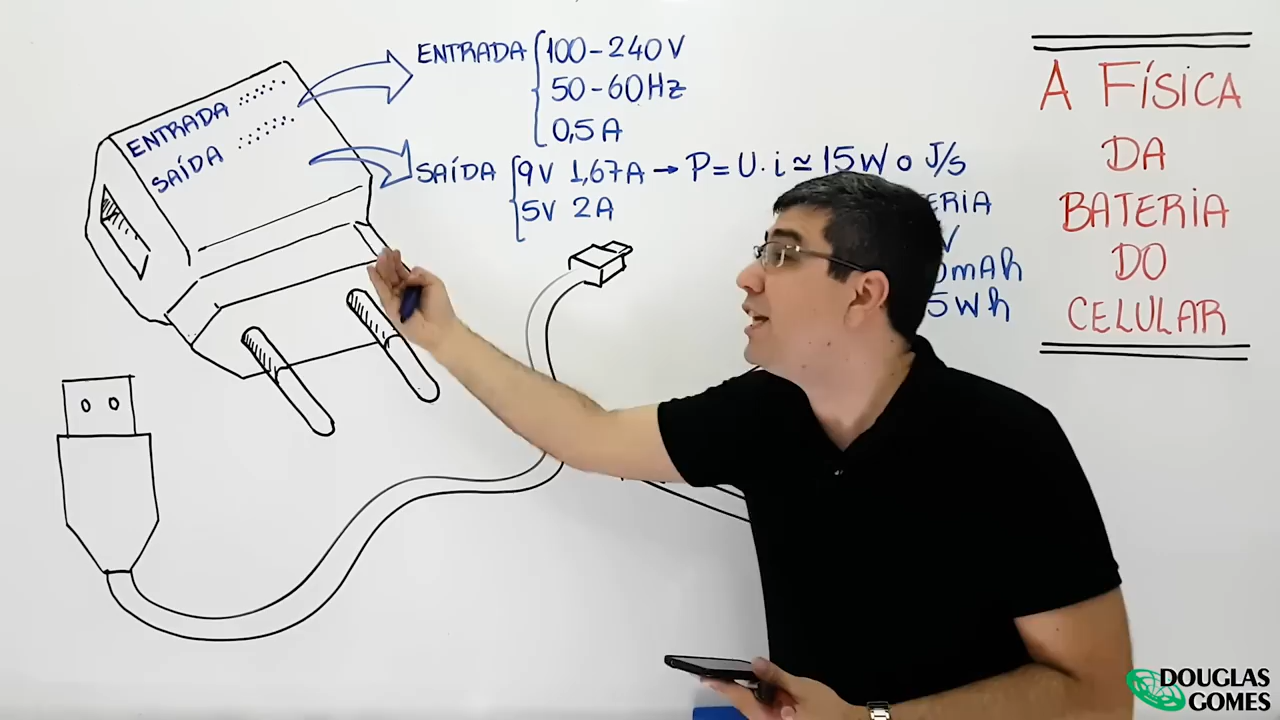 ENTRADA
SAÍDA
ENTRADA { 100-240V
50-60Hz
0,5A
SAÍDA { 9V 1,67A → P=U.i≃15W o J/s
5V 2A
A FÍSICA
DA
BATERIA
DO
CELULAR
DOUGLAS
GOMES